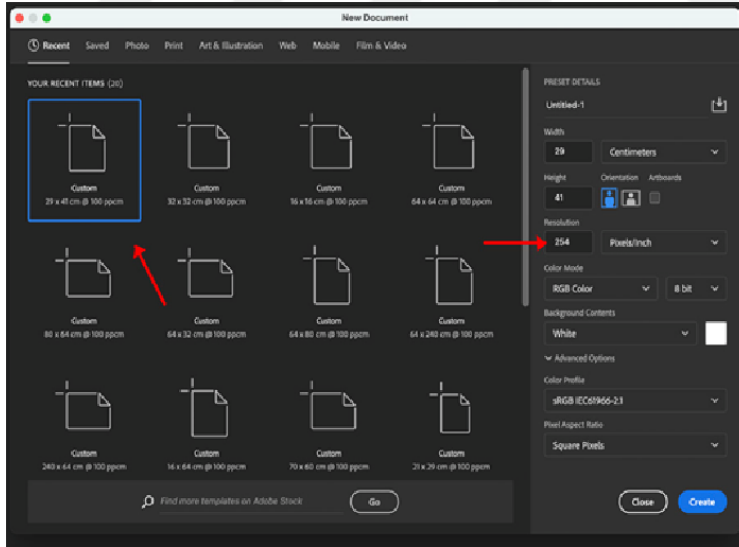 New Document
Recent Saved Photo Print Art & Illustration Web Mobile Film & Video
YOUR RECENT ITEMS (20)
Custom
29 x 41 cm @ 100 ppcm
Custom
32 x 32 cm @ 100 ppcm
Custom
16 x 16 cm @ 100 ppcm
Custom
64 x 64 cm @ 100 ppcm
Custom
80 x 64 cm @ 100 ppcm
Custom
64 x 32 cm @ 100 ppcm
Custom
64 x 80 cm @ 100 ppcm
Custom
64 x 240 cm @ 100 ppcm
Custom
240 x 64 cm @ 100 ppcm
Custom
16 x 64 cm @ 100 ppcm
Custom
70 x 60 cm @ 100 ppcm
Custom
21 x 29 cm @ 100 ppcm
Find more templates on Adobe Stock
Go
PRESET DETAILS
Untitled-1
Width
29 Centimeters
Height Orientation Artboards
41
Resolution
254 Pixels/Inch
Color Mode
RGB Color 8 bit
Background Contents
White
Advanced Options
Color Profile
sRGB IEC61966-2.1
Pixel Aspect Ratio
Square Pixels
Close Create